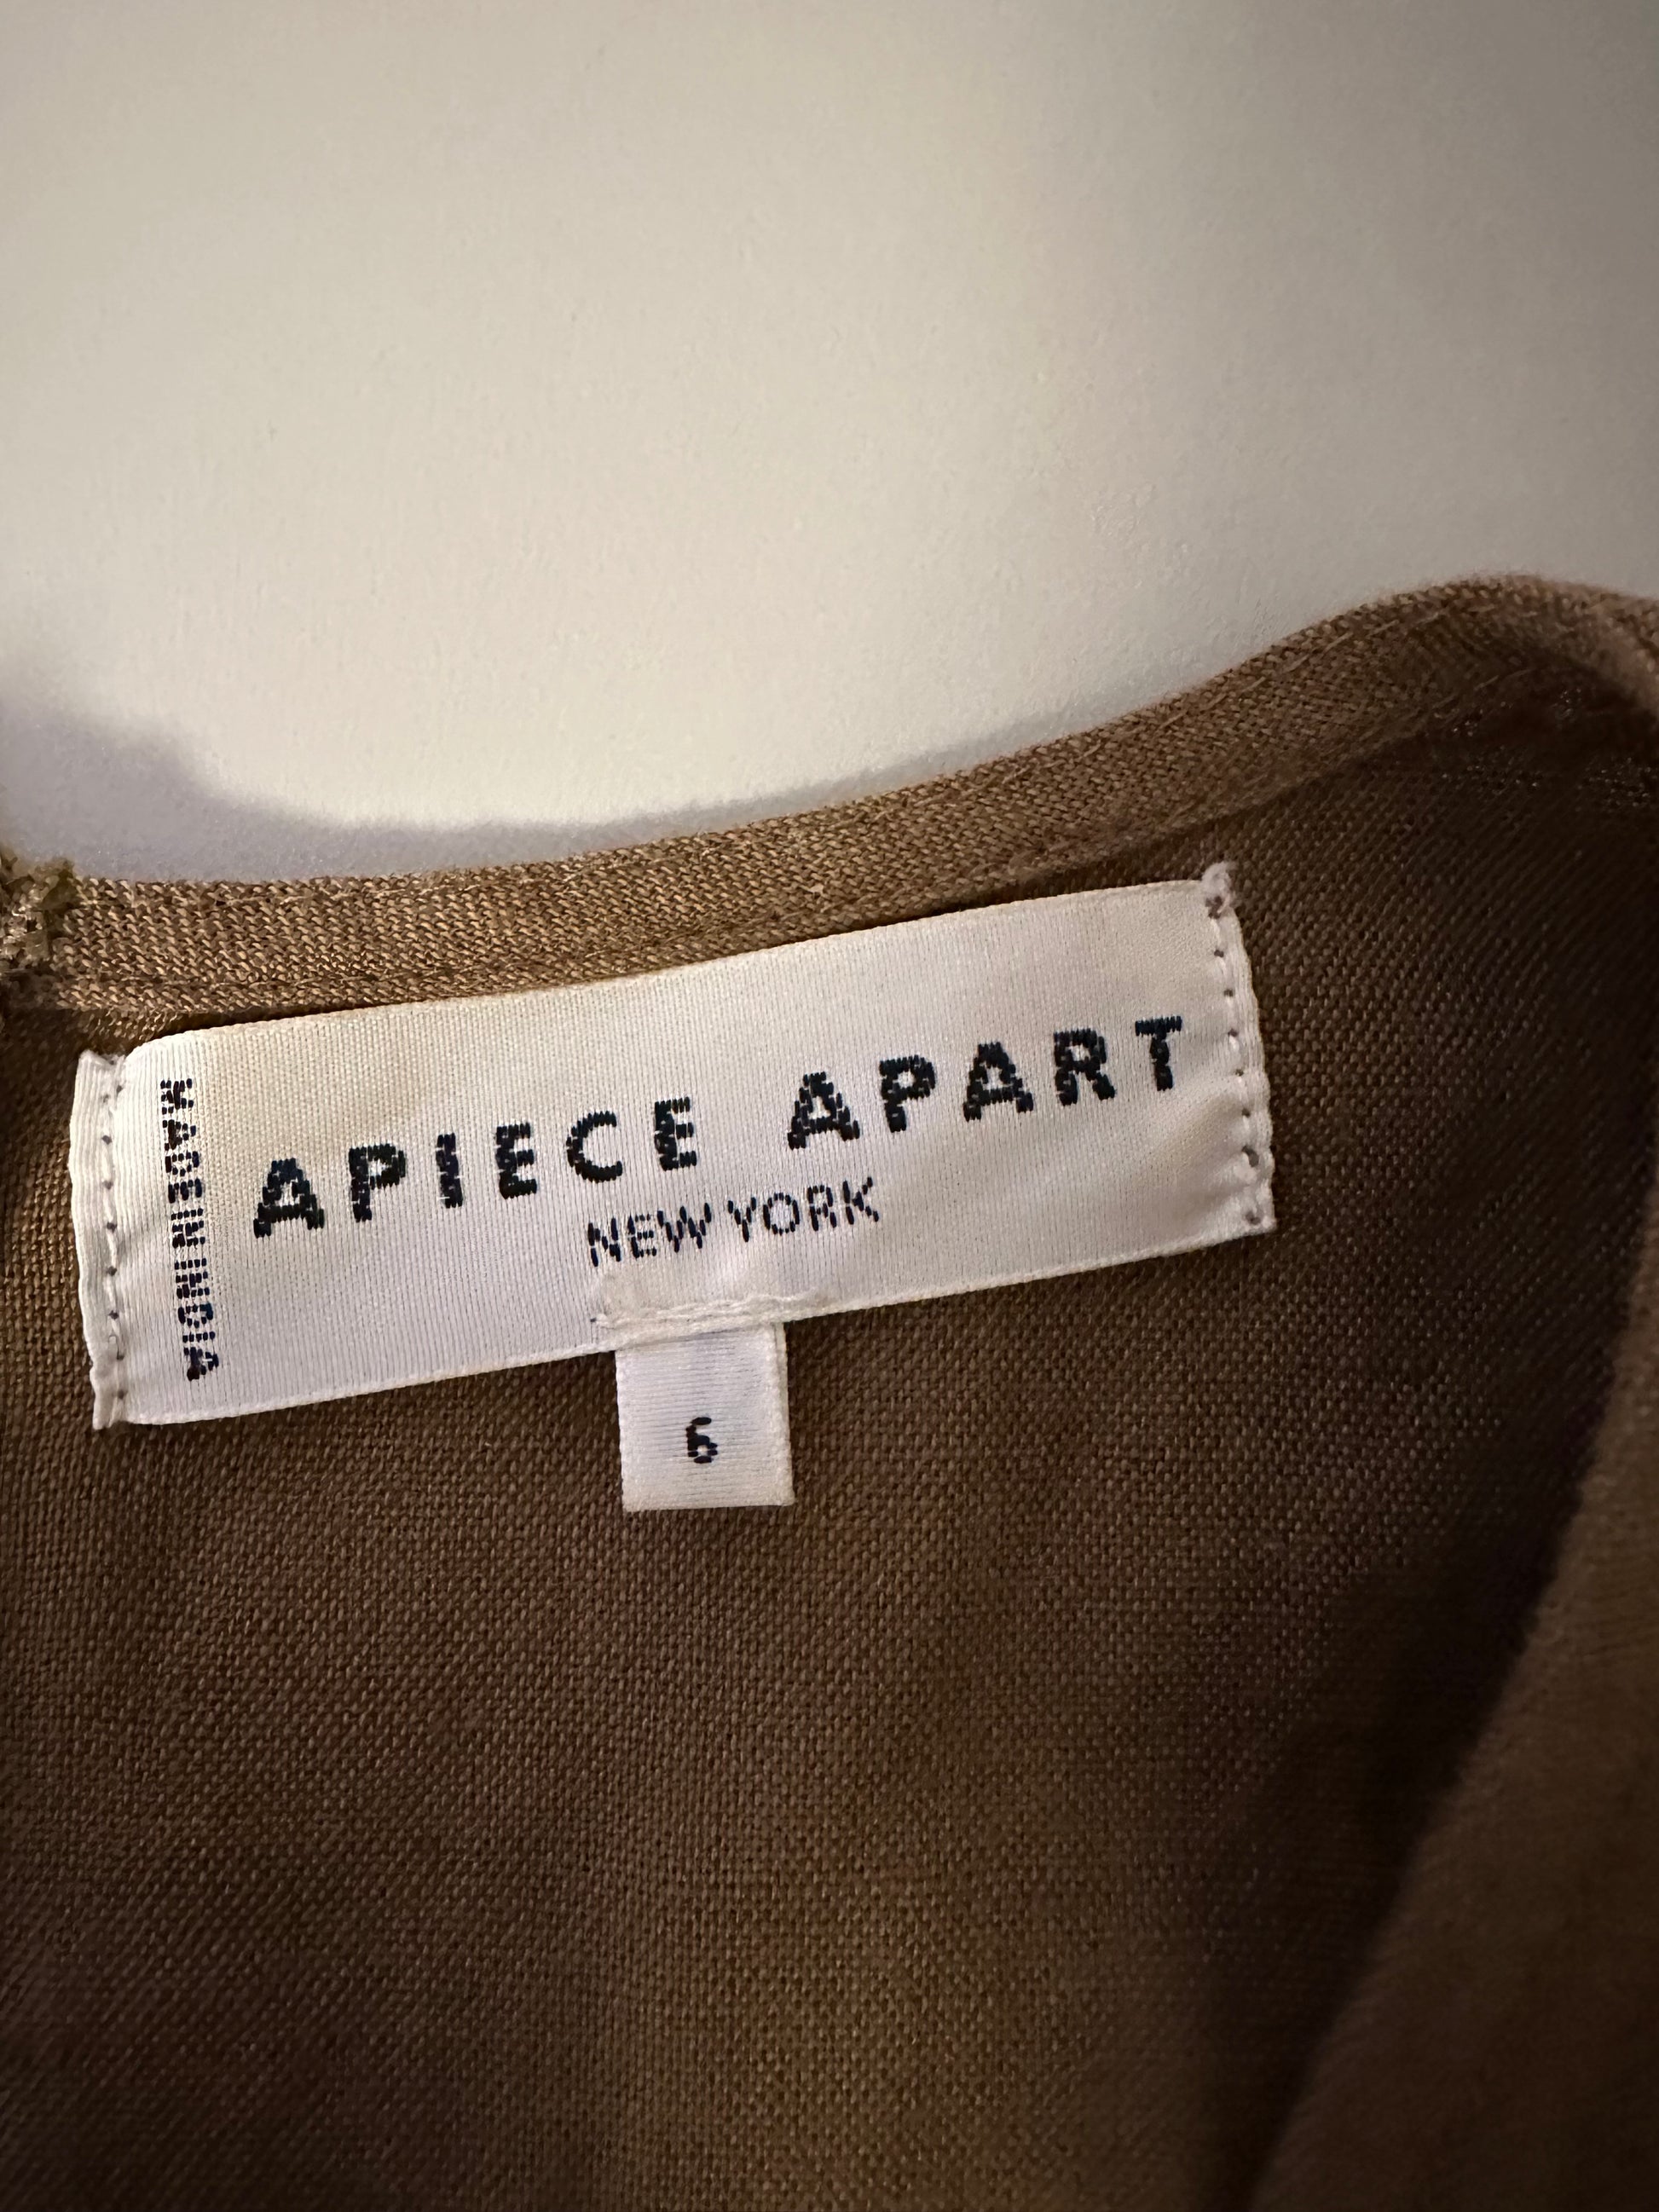 MADE IN INDIA
APIECE APART
NEW YORK
6